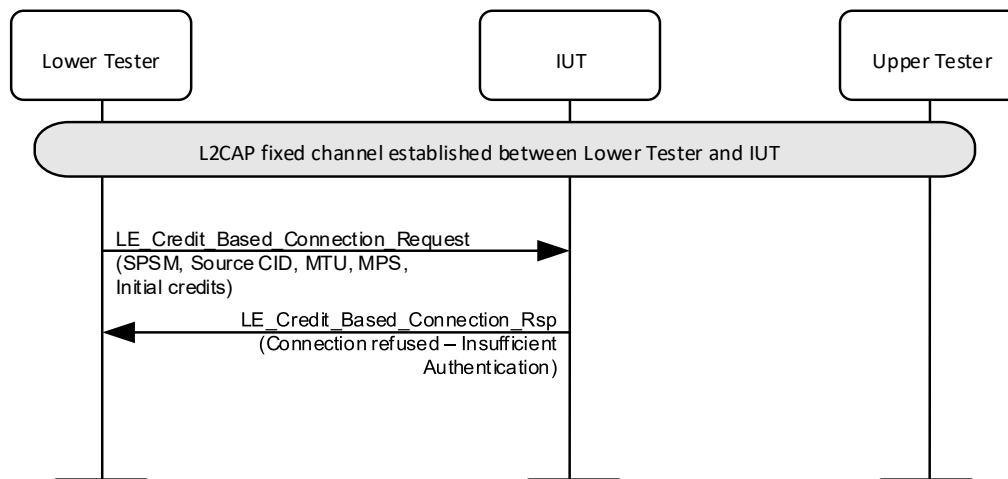 Lower Tester
IUT
Upper Tester
L2CAP fixed channel established between Lower Tester and IUT
LE_Credit_Based_Connection_Request
(SPSM, Source CID, MTU, MPS,
Initial credits)
LE_Credit_Based_Connection_Rsp
(Connection refused – Insufficient
Authentication)